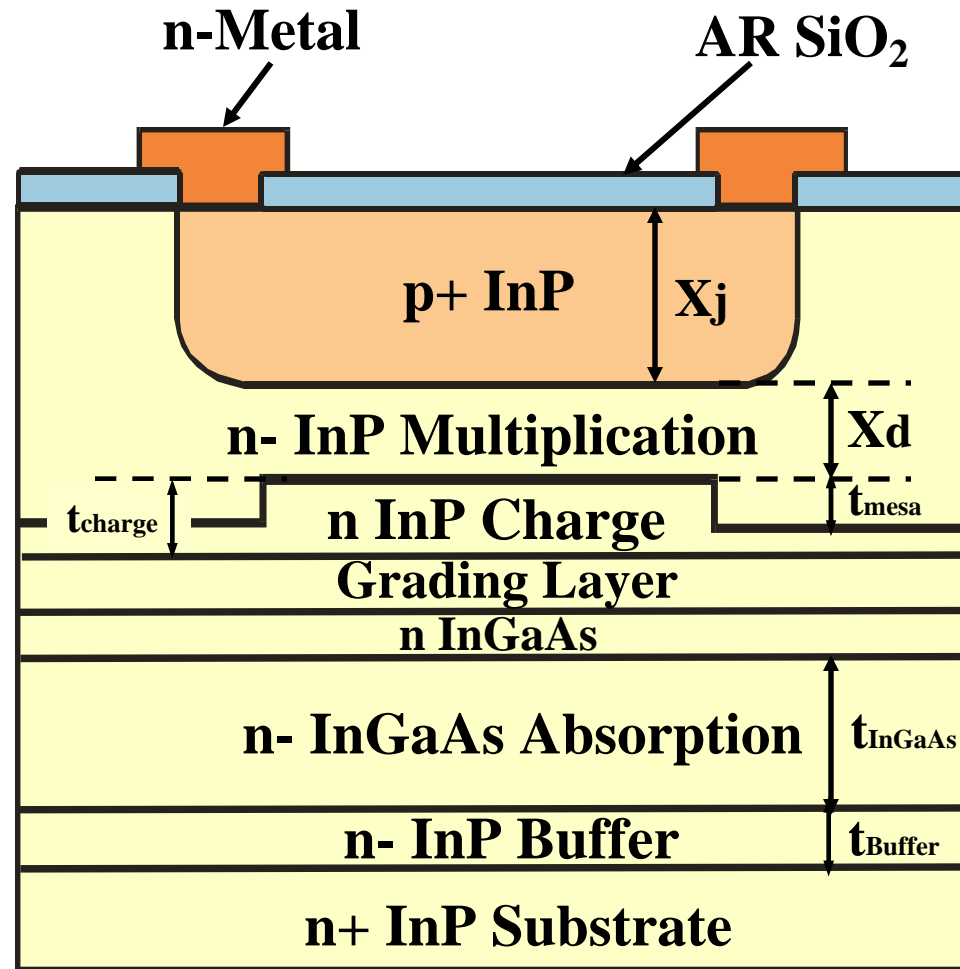 n-Metal
AR SiO₂
p+ InP
Xj
n- InP Multiplication
Xd
tcharge
n InP Charge
tmesa
Grading Layer
n InGaAs
n- InGaAs Absorption
tInGaAs
n- InP Buffer
tBuffer
n+ InP Substrate